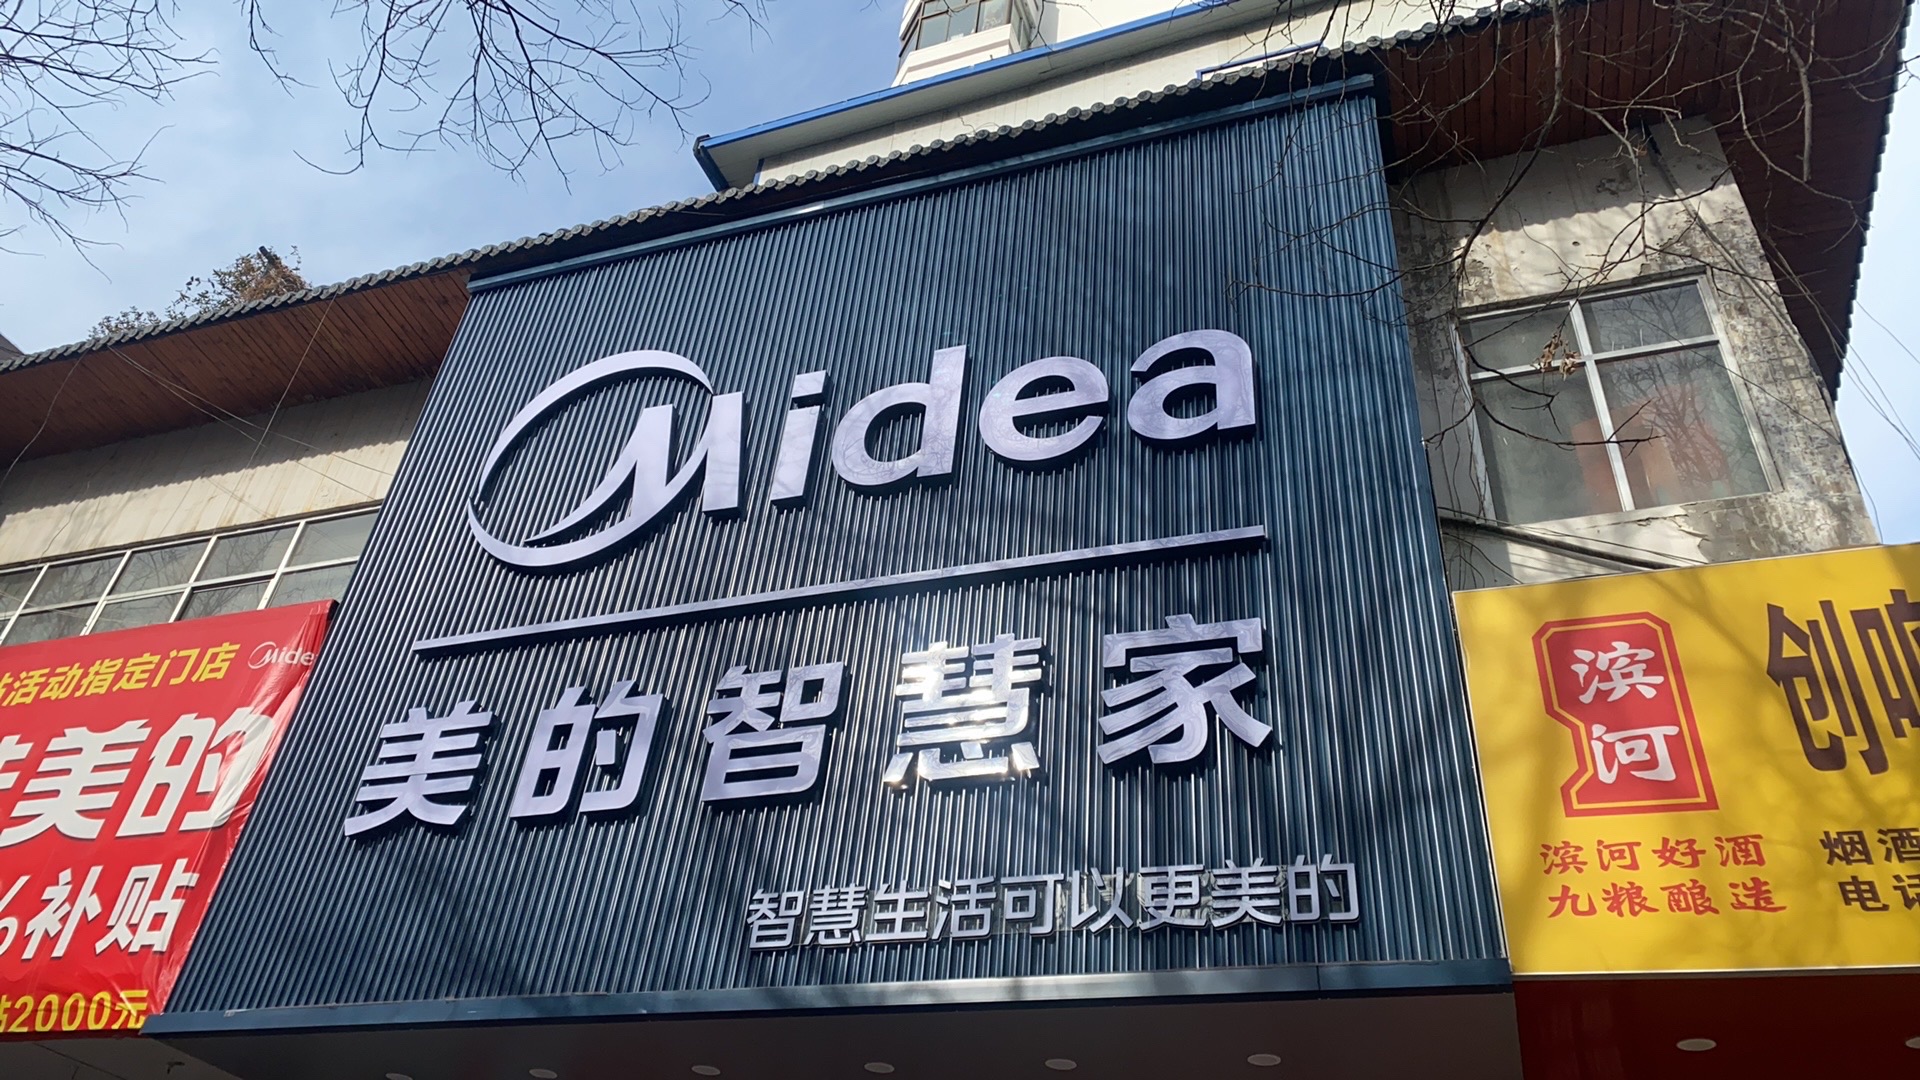 活动指定门店
Midea
美的
补贴
2000元
Midea
美的智慧家
智慧生活可以更美的
滨河
创
滨河好酒
九粮酿造
烟酒
电话